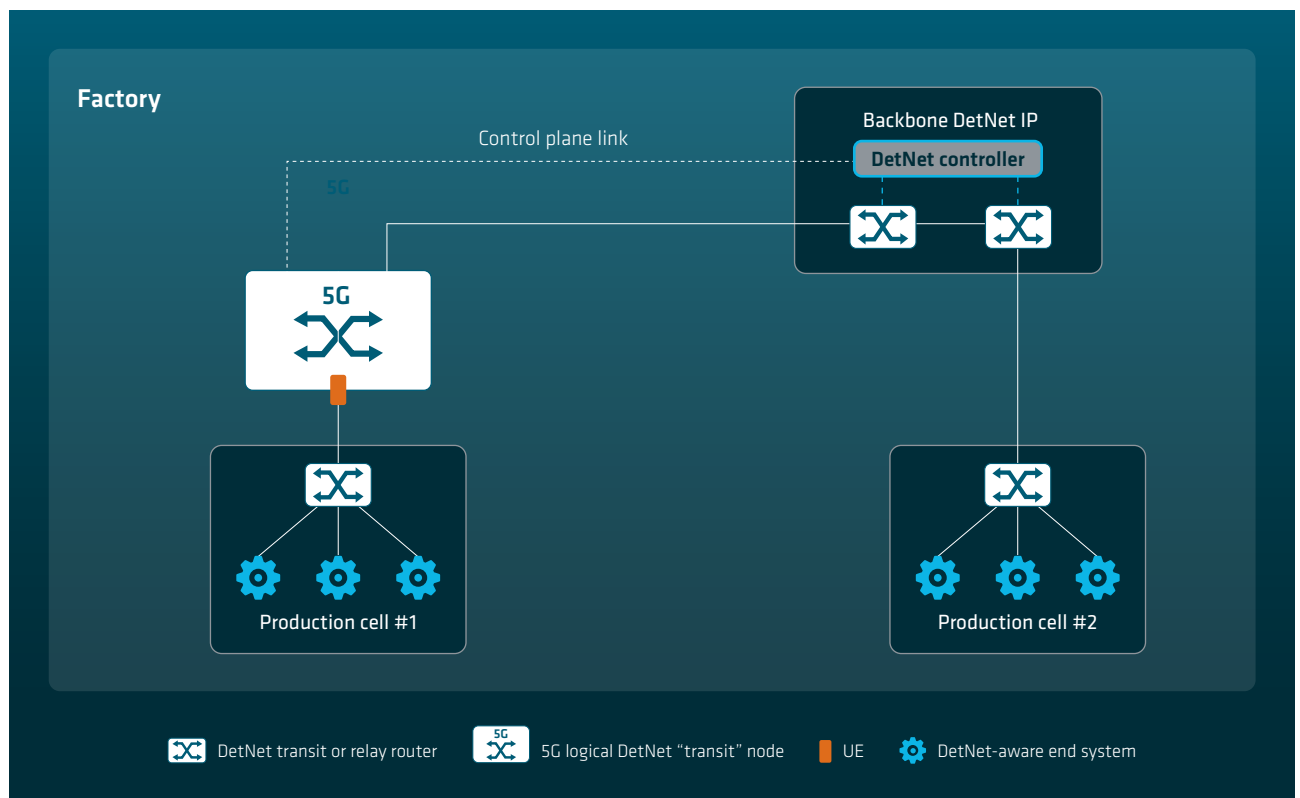 Factory
Backbone DetNet IP
Control plane link
DetNet controller
5G
5G
Production cell #1
Production cell #2
DetNet transit or relay router
5G
5G logical DetNet “transit” node
UE
DetNet-aware end system